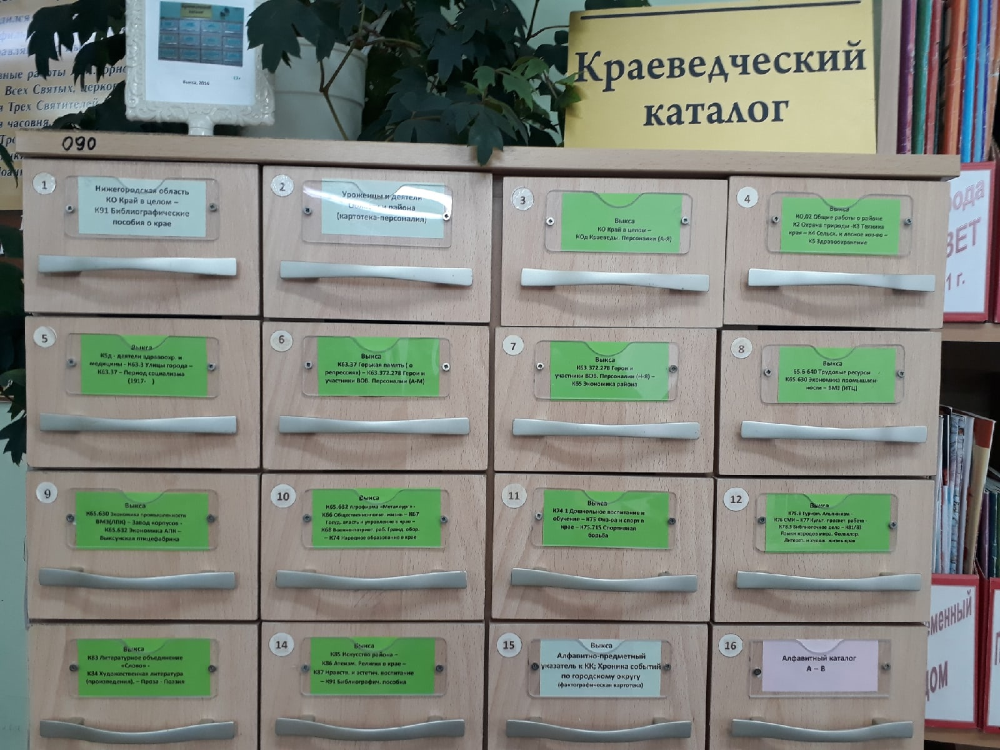 Краеведческий
каталог
Выкса, 2016
12+
вные работы
Всех Святых, церков
я Трех Святителей
я часовня.
090
1
Нижегородская область
КО Край в целом –
К91 Библиографические
пособия о крае
2
Уроженцы и деятели
района
(картотека-персоналия)
3
Выкса
КО Край в целом –
КОд Краеведы. Персоналии (А-Я)
4
Выкса
КО,02 Общие работы о районе
К2 Охрана природы -К3 Техника
края – К4 Сельск. и лесное хоз-во –
К5 Здравоохранение
5
Выкса
К5д - деятели здравоохр. и
медицины - К63.3 Улицы города –
К63.37 – Период социализма
(1917- )
6
Выкса
К63.37 Горькая память ( о
репрессиях) – К63.372.278 Герои и
участники ВОВ. Персоналии (А-М)
7
Выкса
К63.372.278 Герои и
участники ВОВ. Персоналии (Н-Я) –
К65 Экономика района
8
Выкса
65.6-640 Трудовые ресурсы
К65.630 Экономика промышлен-
ности – ВМЗ (ИТЦ)
9
Выкса
К65.630 Экономика промышленности
ВМЗ(ЛПК) – Завод корпусов -
К65.632 Экономика АПК –
Выксунская птицефабрика
10
Выкса
К65.632 Агрофирма «Металлург» -
К66 Общественно-полит. жизнь – К67
Госуд. власть и управление в крае –
К68 Военно-патриот. раб. Гражд. обор.
– К74 Народное образование в крае
11
Выкса
К74.1 Дошкольное воспитание и
обучение – К75 Физ-ра и спорт в
крае – К75.715 Спортивная
борьба
12
Выкса
К75.8 Туризм. Альпинизм –
К76 СМИ – К77 Культ. просвет. работа -
К78.3 Библиотечное дело – К81/83
Языки народов мира. Фольклор.
Литерат. и худож. жизнь края
Выкса
К83 Литературное объединение
«Слово» -
К84 Художественная литература
(произведения). – Проза - Поэзия
14
Выкса
К85 Искусство района –
К86 Атеизм. Религия в крае –
К87 Нравств. и эстетич. воспитание
– К91 Библиографич. пособия
15
Выкса
Алфавитно-предметный
указатель к КК; Хроника событий
по городскому округу
(фактографическая картотека)
16
Алфавитный каталог
А – В
ода
ВЕТ
1 г.
еменный
дом